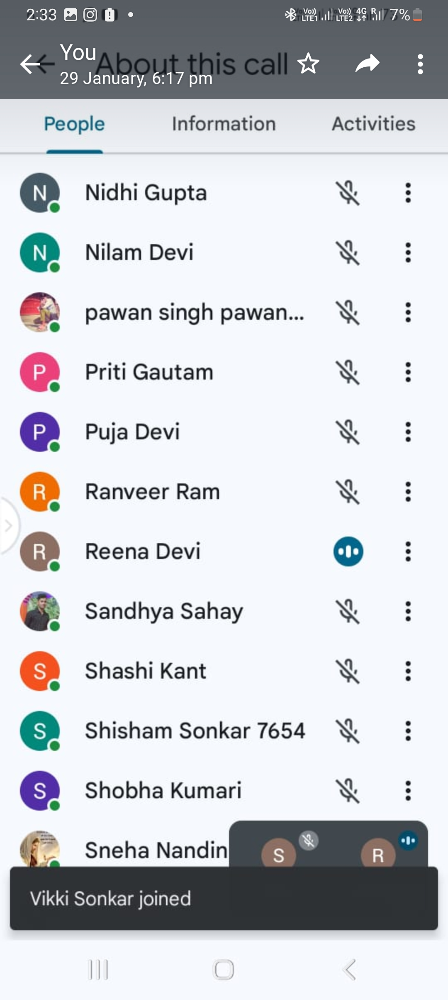 2:33
Vo)) LTE1 Vo)) LTE2 4G R 7%
You
About this call
29 January, 6:17 pm
People Information Activities
N Nidhi Gupta
N Nilam Devi
pawan singh pawan...
P Priti Gautam
P Puja Devi
R Ranveer Ram
R Reena Devi
Sandhya Sahay
S Shashi Kant
S Shisham Sonkar 7654
S Shobha Kumari
Sneha Nandin
S R
Vikki Sonkar joined